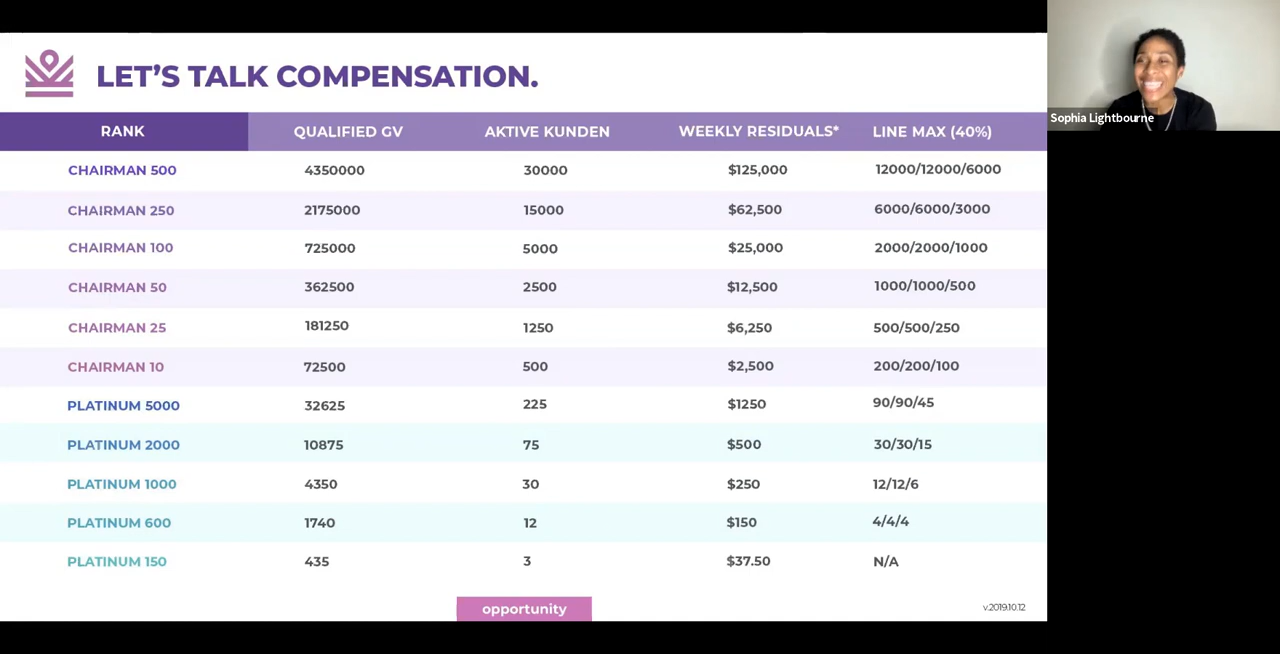 LET'S TALK COMPENSATION.
Sophia Lightbourne
RANK QUALIFIED GV AKTIVE KUNDEN WEEKLY RESIDUALS* LINE MAX (40%)
CHAIRMAN 500 4350000 30000 $125,000 12000/12000/6000
CHAIRMAN 250 2175000 15000 $62,500 6000/6000/3000
CHAIRMAN 100 725000 5000 $25,000 2000/2000/1000
CHAIRMAN 50 362500 2500 $12,500 1000/1000/500
CHAIRMAN 25 181250 1250 $6,250 500/500/250
CHAIRMAN 10 72500 500 $2,500 200/200/100
PLATINUM 5000 32625 225 $1250 90/90/45
PLATINUM 2000 10875 75 $500 30/30/15
PLATINUM 1000 4350 30 $250 12/12/6
PLATINUM 600 1740 12 $150 4/4/4
PLATINUM 150 435 3 $37.50 N/A
opportunity
v.2019.10.12